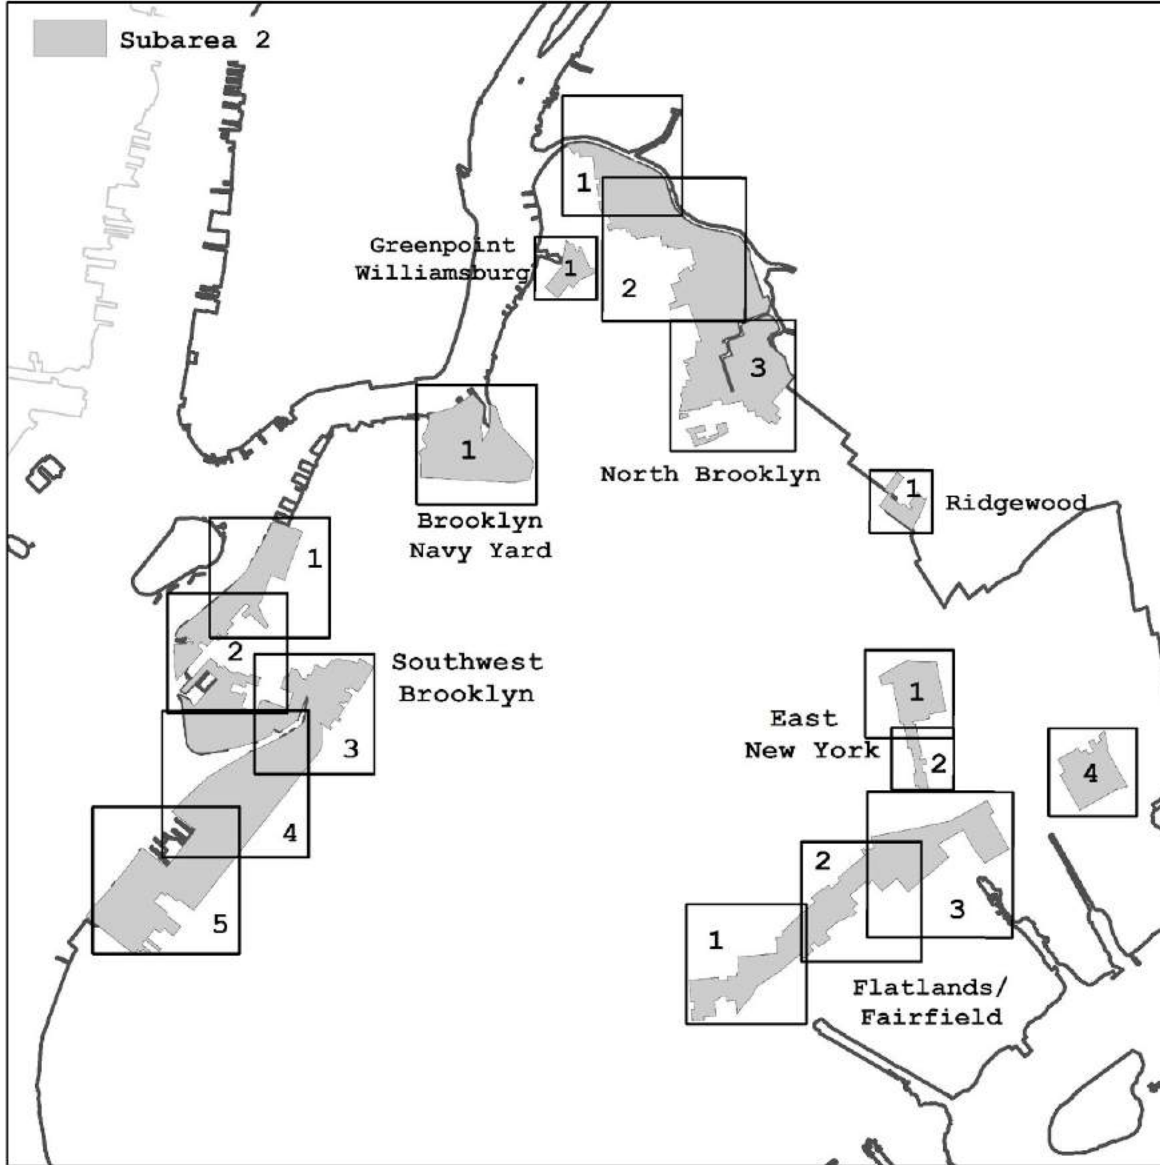 Subarea 2
1
Greenpoint
Williamsburg
1
2
3
1
North Brooklyn
1
Ridgewood
Brooklyn
Navy Yard
1
2
Southwest
Brooklyn
3
4
5
1
East
New York
2
4
2
3
1
Flatlands/
Fairfield